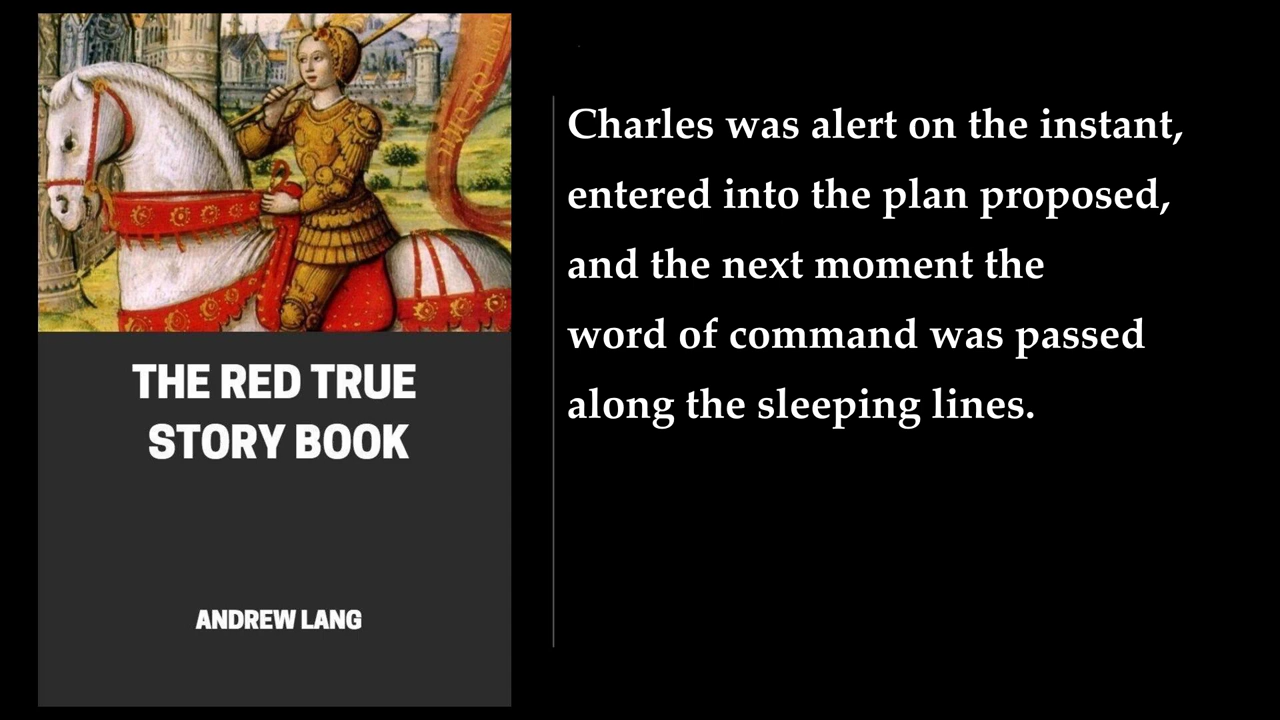 THE RED TRUE
STORY BOOK
ANDREW LANG
Charles was alert on the instant,
entered into the plan proposed,
and the next moment the
word of command was passed
along the sleeping lines.